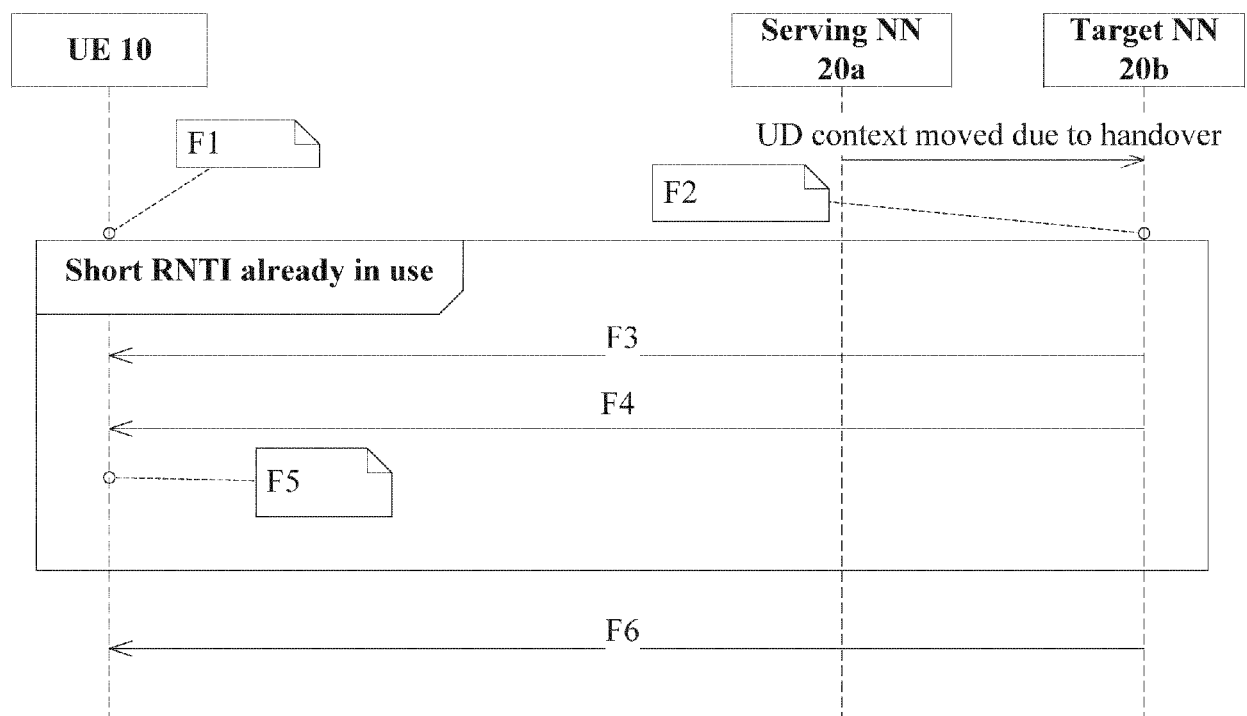 UE 10
Serving NN
20a
Target NN
20b
F1
UD context moved due to handover
F2
Short RNTI already in use
F3
F4
F5
F6